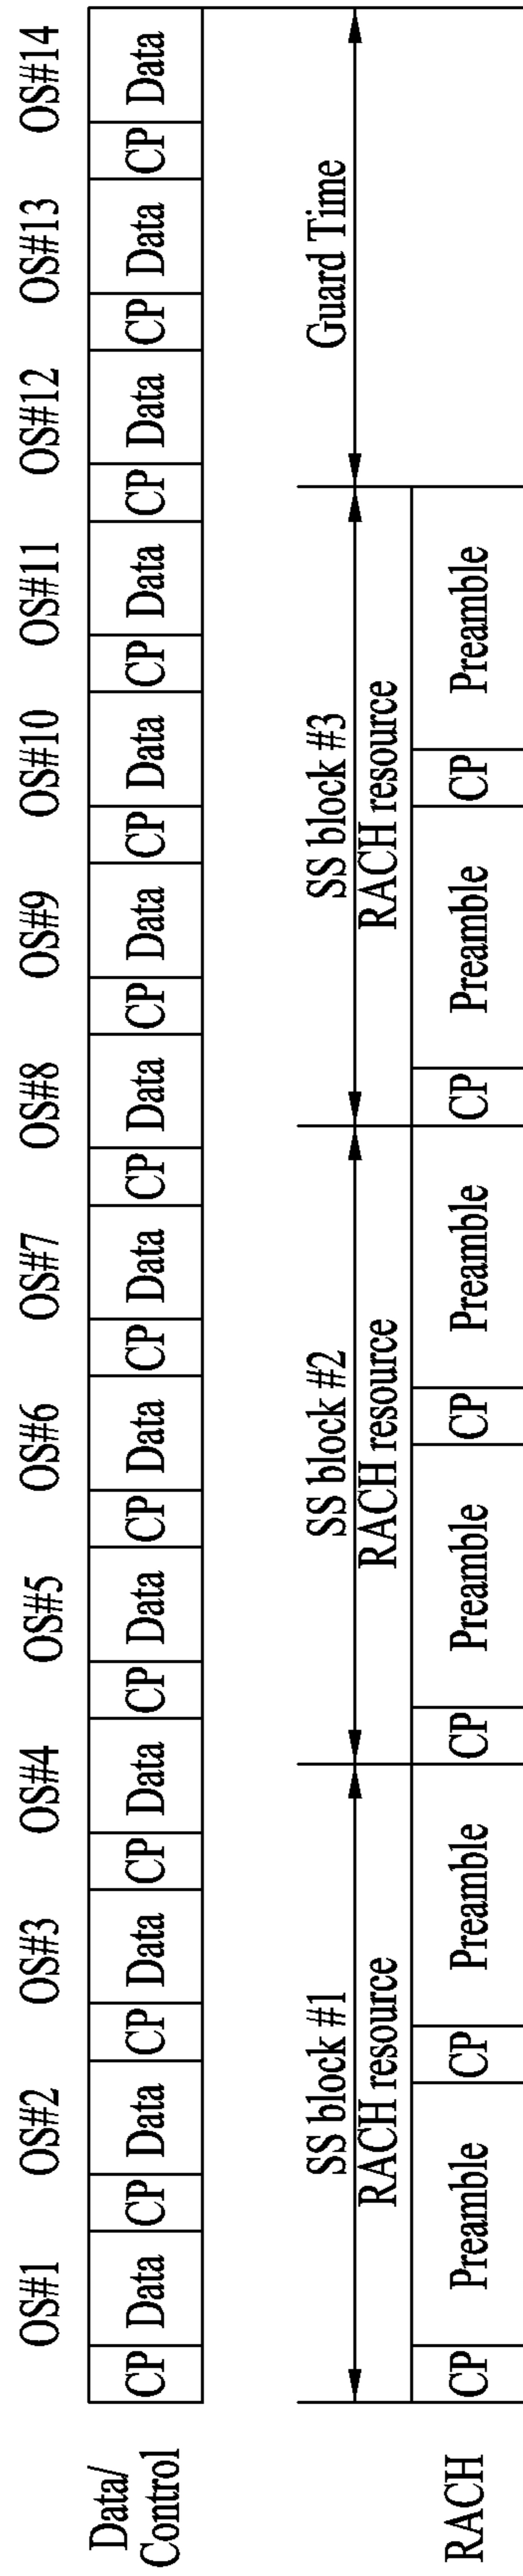 OS#1 OS#2 OS#3 OS#4 OS#5 OS#6 OS#7 OS#8 OS#9 OS#10 OS#11 OS#12 OS#13 OS#14
Data/
Control
CP Data CP Data CP Data CP Data CP Data CP Data CP Data CP Data CP Data CP Data CP Data CP Data CP Data CP Data
SS block #1
RACH resource
SS block #2
RACH resource
SS block #3
RACH resource
Guard Time
RACH
CP Preamble CP Preamble CP Preamble CP Preamble CP Preamble CP Preamble